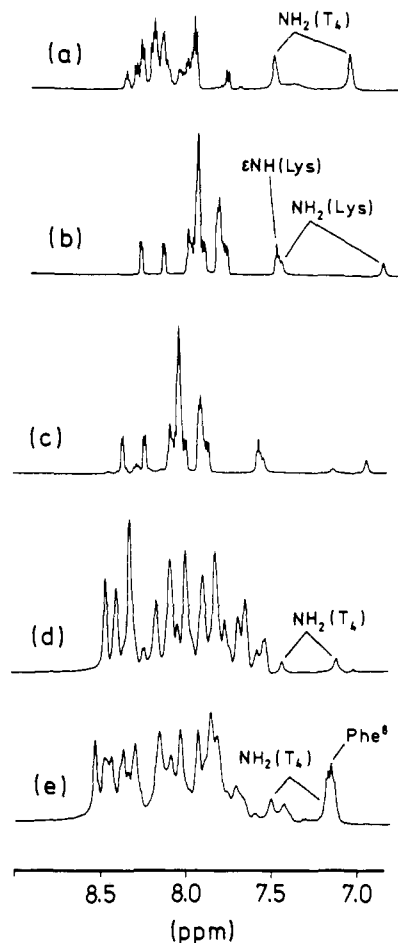 (a)
NH₂(T₄)
(b)
εNH(Lys)
NH₂(Lys)
(c)
(d)
NH₂(T₄)
(e)
NH₂(T₄)
Phe⁸
8.5 8.0 7.5 7.0
(ppm)